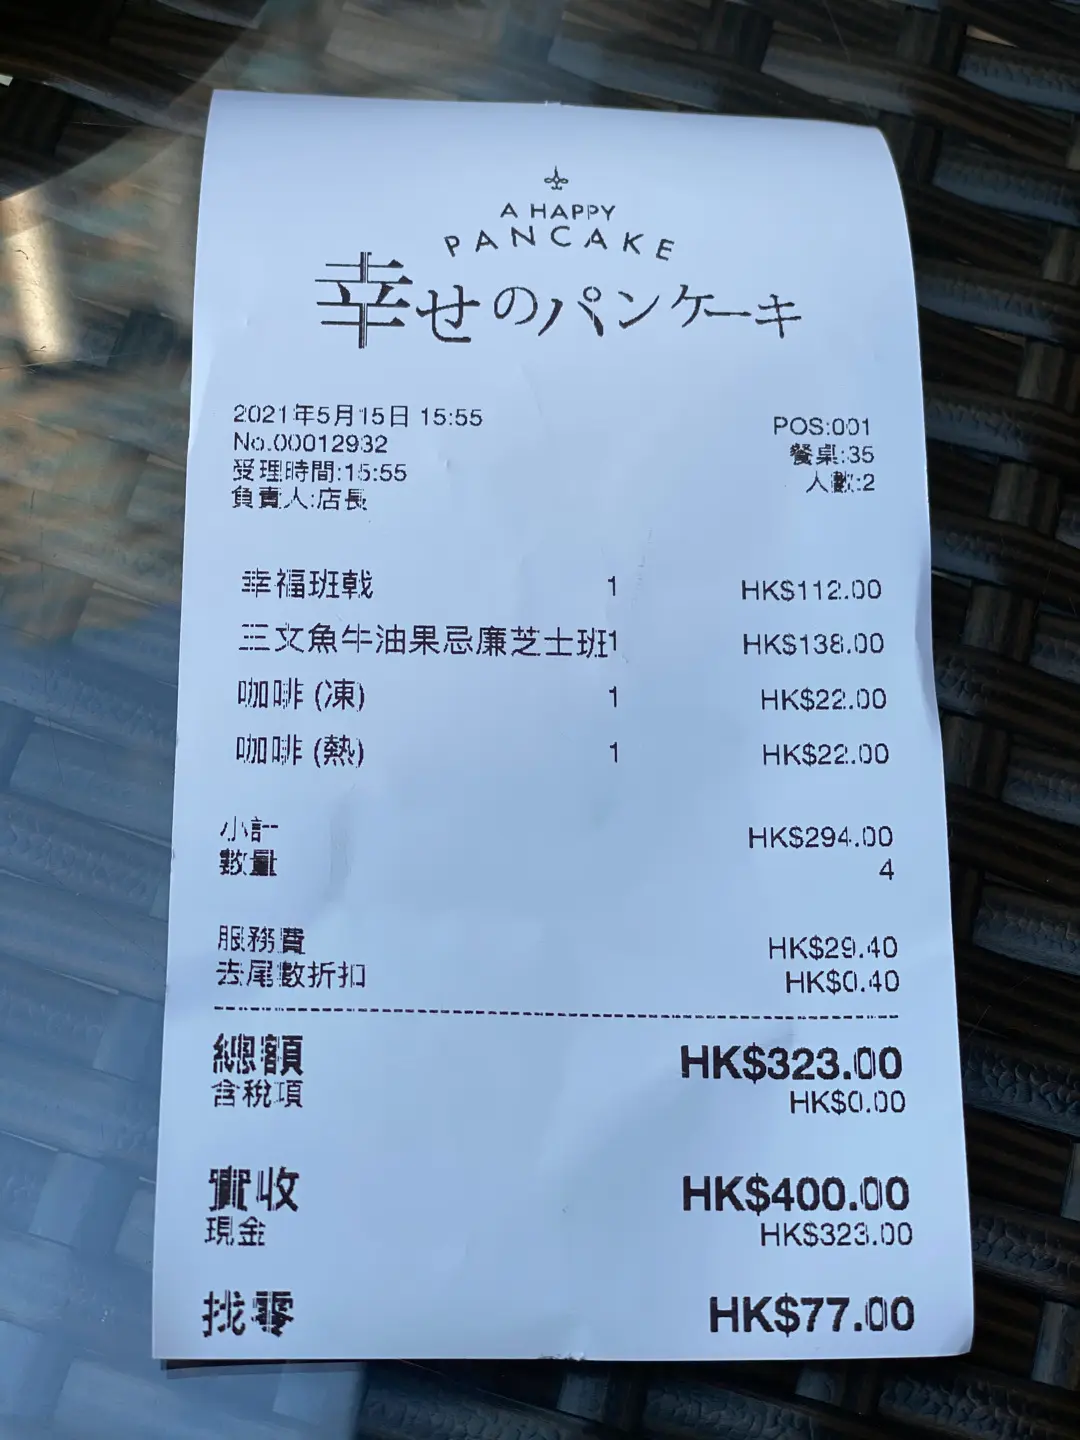 A HAPPY
PANCAKE
幸せのパンケーキ
2021年5月15日 15:55
No.00012932
受理時間:15:55
負責人:店長
POS:001
餐桌:35
人數:2
幸福班戟 1 HK$112.00
三文魚牛油果忌廉芝士班1 HK$138.00
咖啡 (凍) 1 HK$22.00
咖啡 (熱) 1 HK$22.00
小計 HK$294.00
數量 4
服務費 HK$29.40
去尾數折扣 HK$0.40
總額 HK$323.00
含稅項 HK$0.00
實收 HK$400.00
現金 HK$323.00
找零 HK$77.00